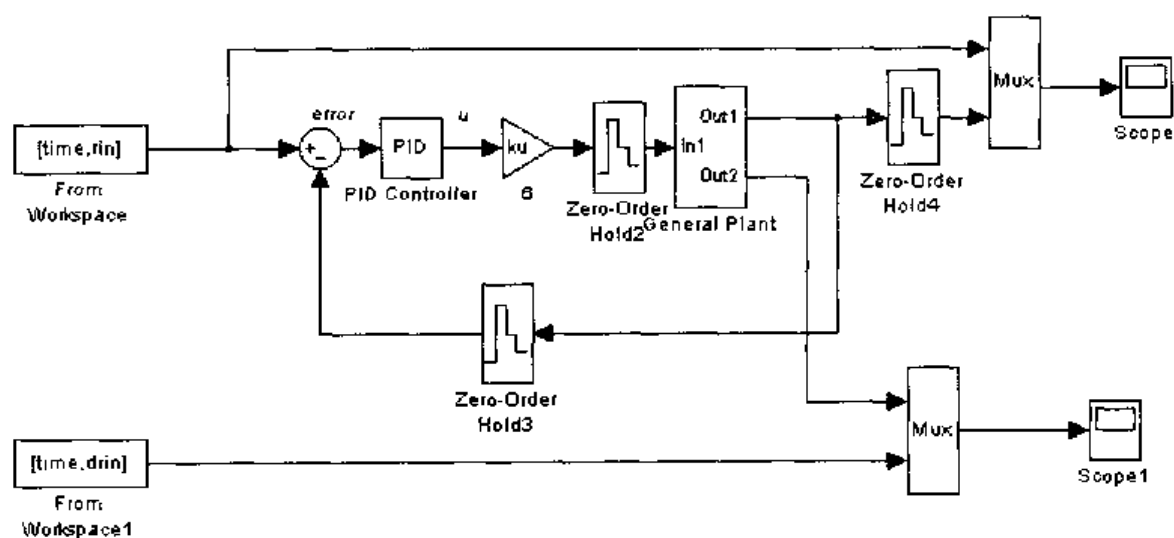 Mux
Scope
error
u
Out1
[time,rin]
+
−
PID
ku
In1
Out2
From
Workspace
PID Controller
6
Zero-Order
Hold2
General Plant
Zero-Order
Hold4
Zero-Order
Hold3
Mux
[time,drin]
Scope1
From
Workspace1